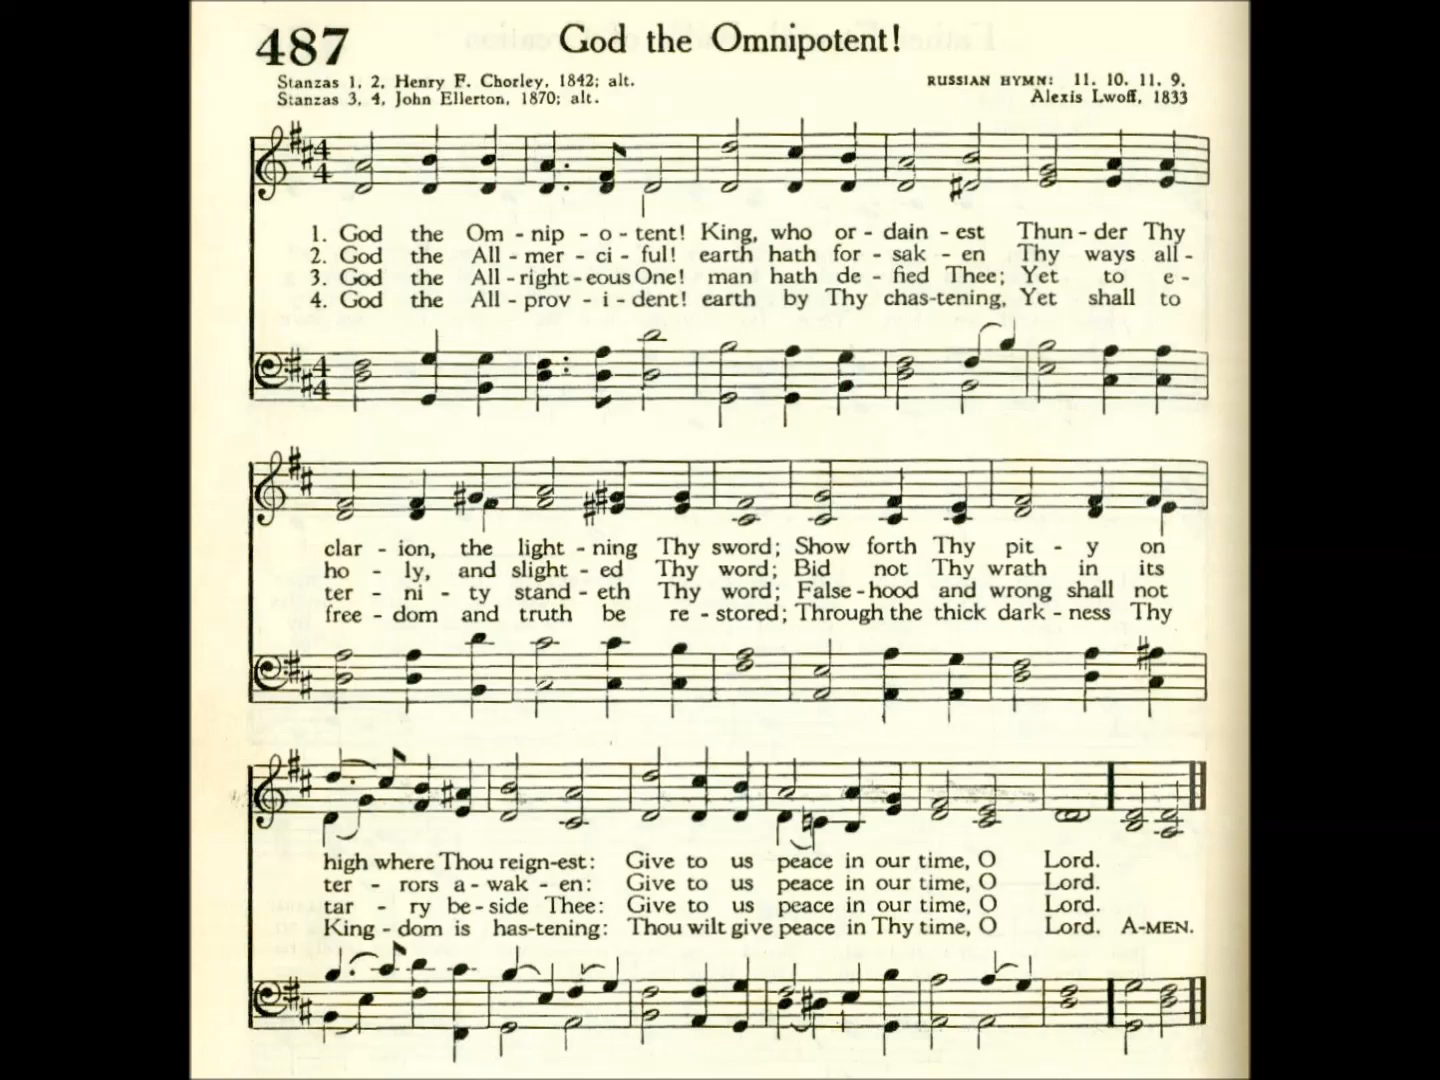 487 God the Omnipotent!
Stanzas 1, 2, Henry F. Chorley, 1842; alt. RUSSIAN HYMN: 11. 10. 11. 9.
Stanzas 3, 4, John Ellerton, 1870; alt. Alexis Lwoff, 1833
1. God the Om - nip - o - tent! King, who or - dain - est Thun - der Thy
2. God the All - mer - ci - ful! earth hath for - sak - en Thy ways all -
3. God the All - right - eous One! man hath de - fied Thee; Yet to e -
4. God the All - prov - i - dent! earth by Thy chas-tening, Yet shall to
clar - ion, the light - ning Thy sword; Show forth Thy pit - y on
ho - ly, and slight - ed Thy word; Bid not Thy wrath in its
ter - ni - ty stand - eth Thy word; False - hood and wrong shall not
free - dom and truth be re - stored; Through the thick dark - ness Thy
high where Thou reign-est: Give to us peace in our time, O Lord.
ter - rors a - wak - en: Give to us peace in our time, O Lord.
tar - ry be - side Thee: Give to us peace in our time, O Lord.
King - dom is has-tening: Thou wilt give peace in Thy time, O Lord. A-MEN.